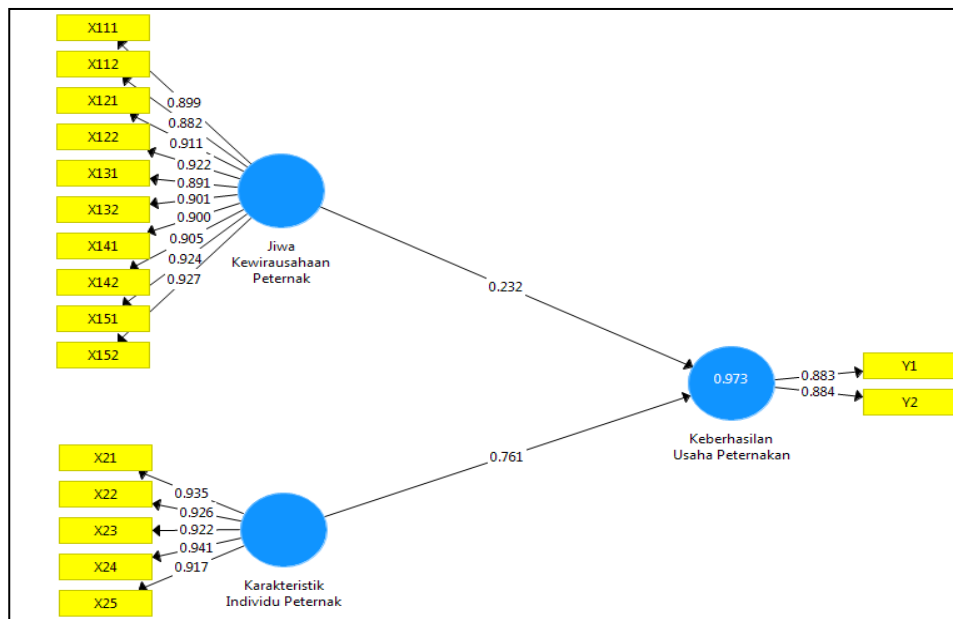 X111
X112
X121
X122
X131
X132
X141
X142
X151
X152
0.899
0.882
0.911
0.922
0.891
0.901
0.900
0.905
0.924
0.927
Jiwa
Kewirausahaan
Peternak
0.232
0.973
Keberhasilan
Usaha Peternakan
0.883
0.884
Y1
Y2
0.761
X21
X22
X23
X24
X25
0.935
0.926
0.922
0.941
0.917
Karakteristik
Individu Peternak